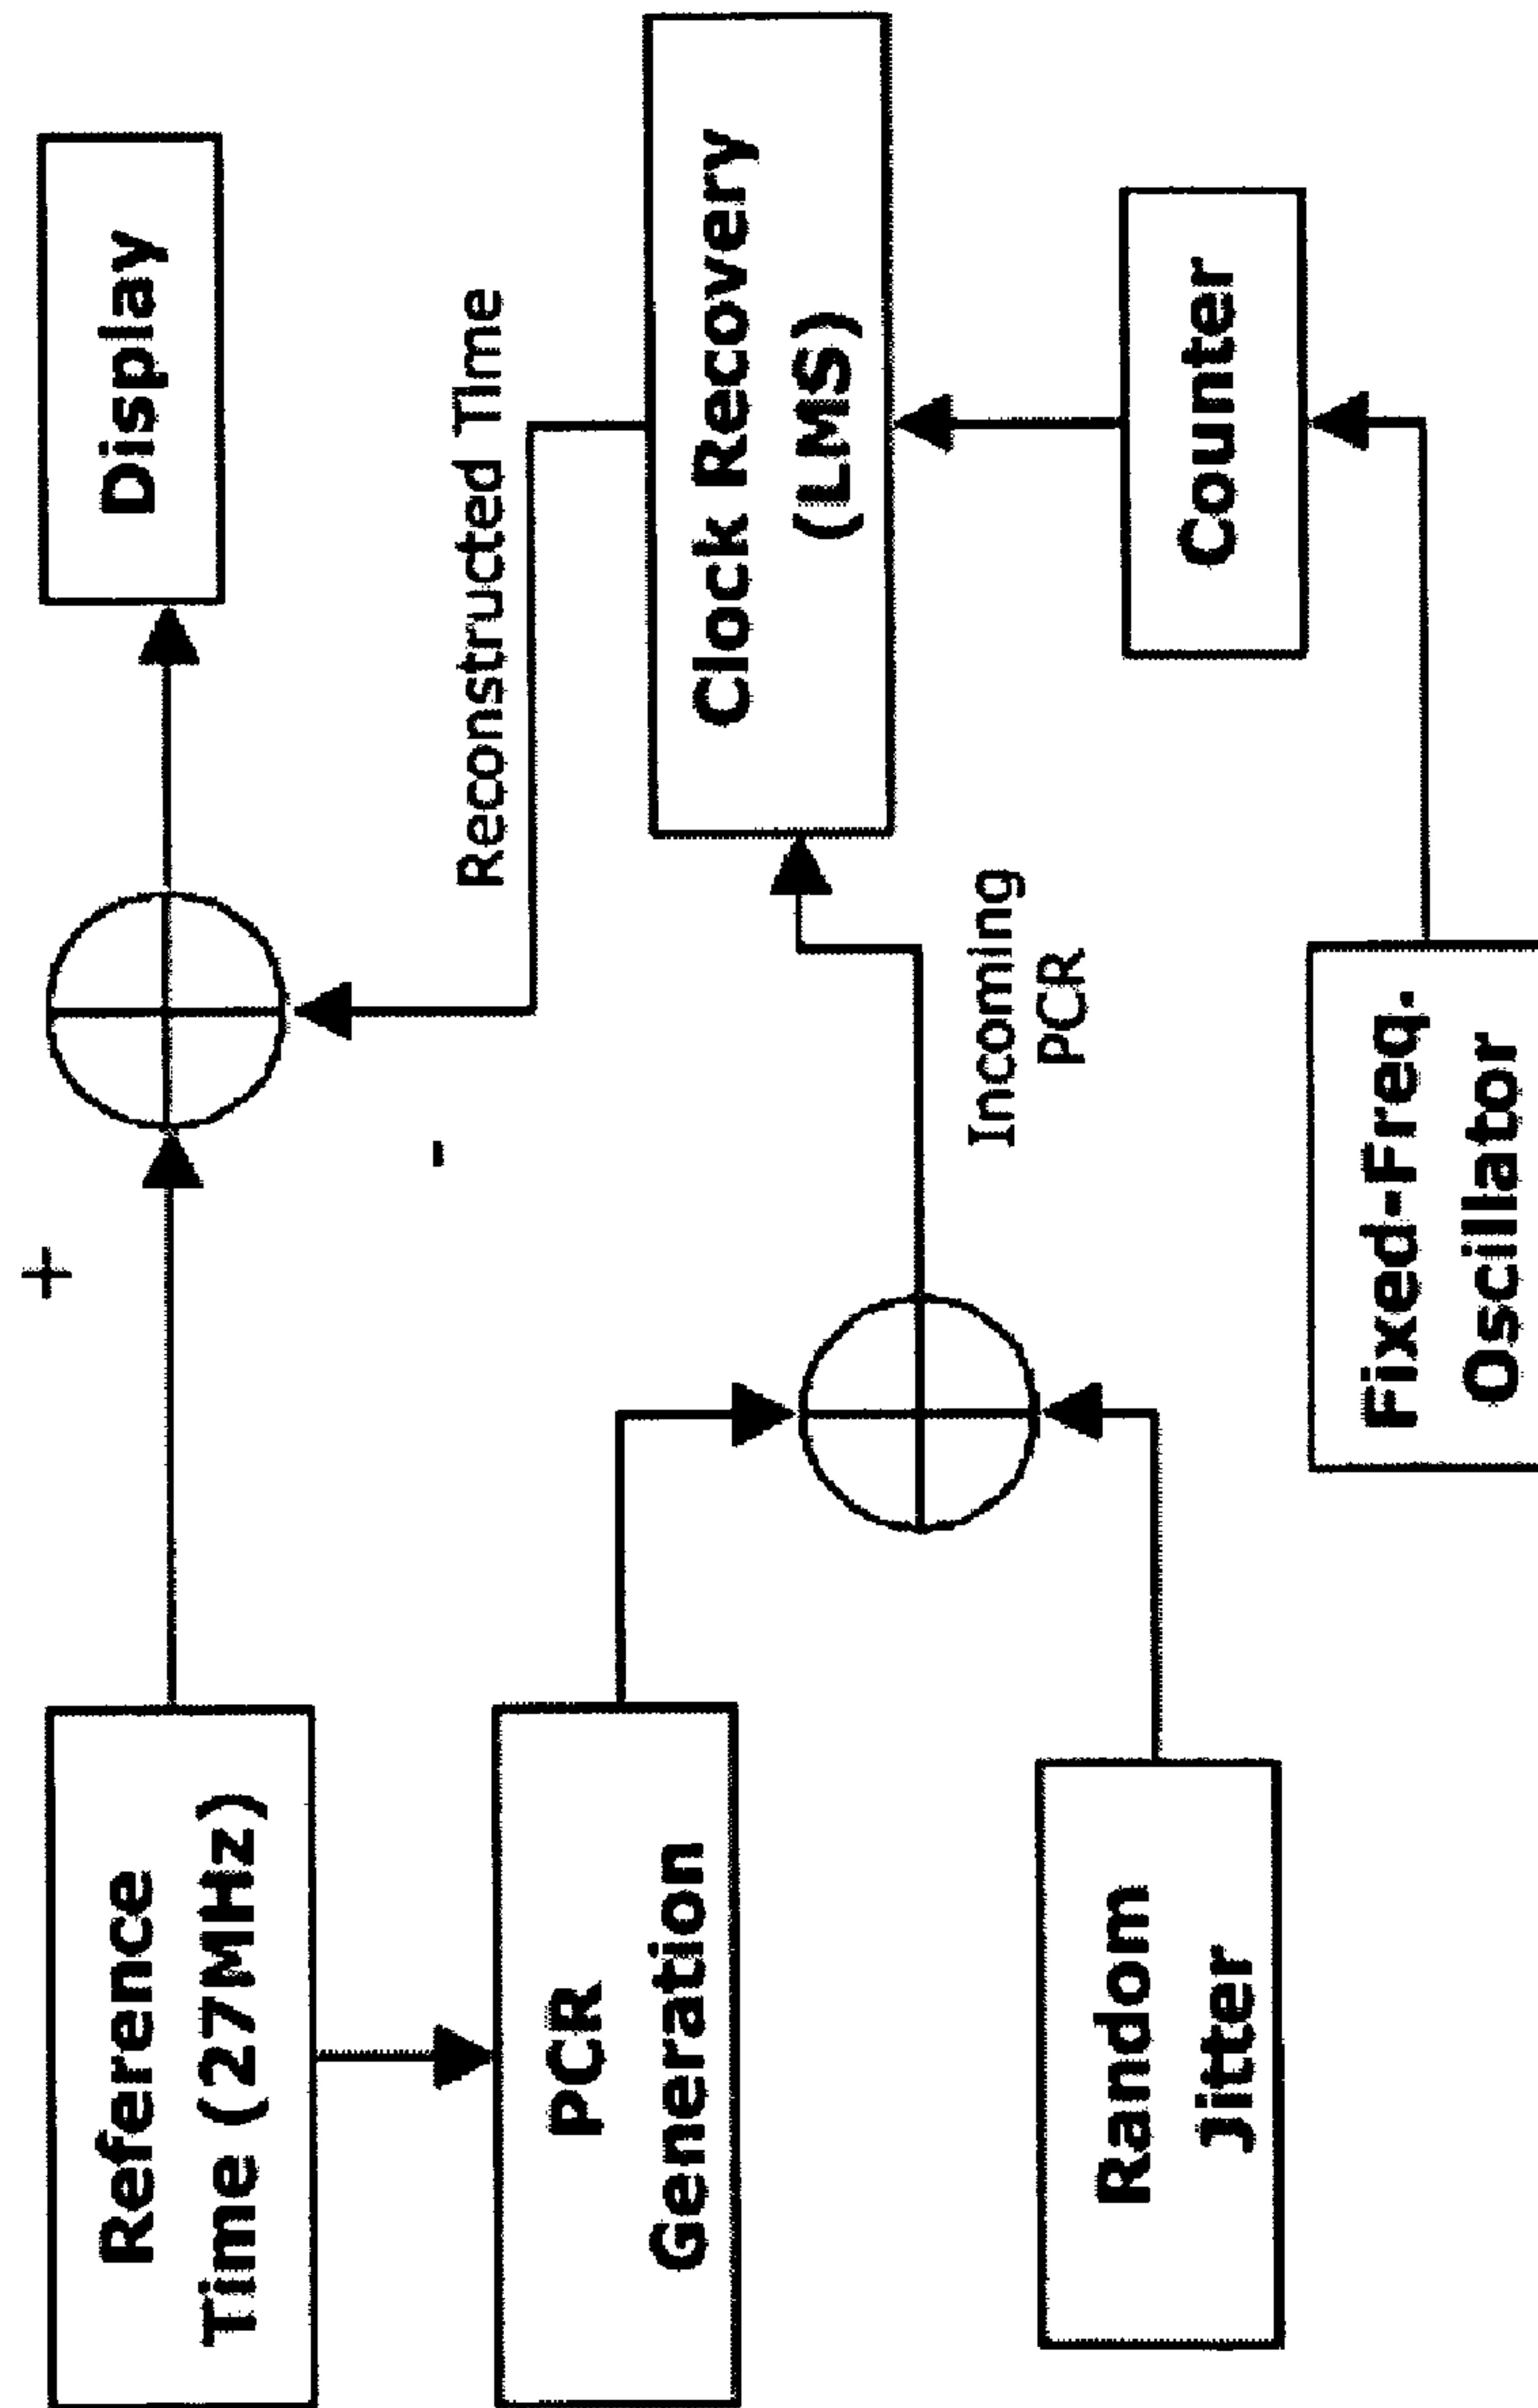 Reference
Time (27MHz)
+
-
Display
Reconstructed Time
PCR
Generation
Clock Recovery
(LMS)
Incoming
PCR
Random
Jitter
Counter
Fixed-Freq.
Oscillator